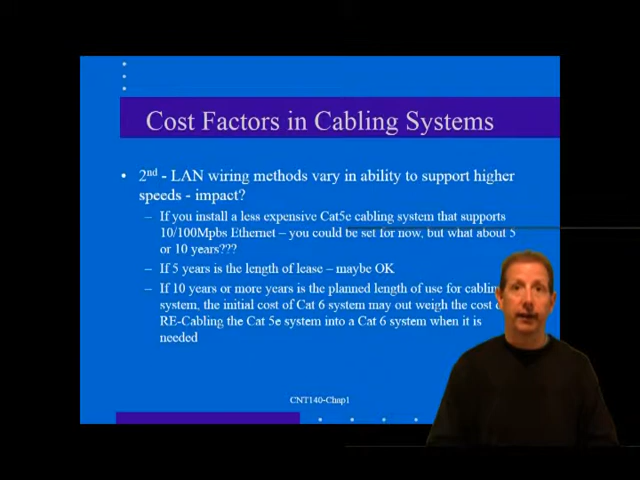 Cost Factors in Cabling Systems
• 2nd - LAN wiring methods vary in ability to support higher
speeds - impact?
– If you install a less expensive Cat5e cabling system that supports
10/100Mpbs Ethernet – you could be set for now, but what about 5
or 10 years???
– If 5 years is the length of lease – maybe OK
– If 10 years or more years is the planned length of use for cabling
system, the initial cost of Cat 6 system may out weigh the cost
RE-Cabling the Cat 5e system into a Cat 6 system when it is
needed
CNT140-Chap1